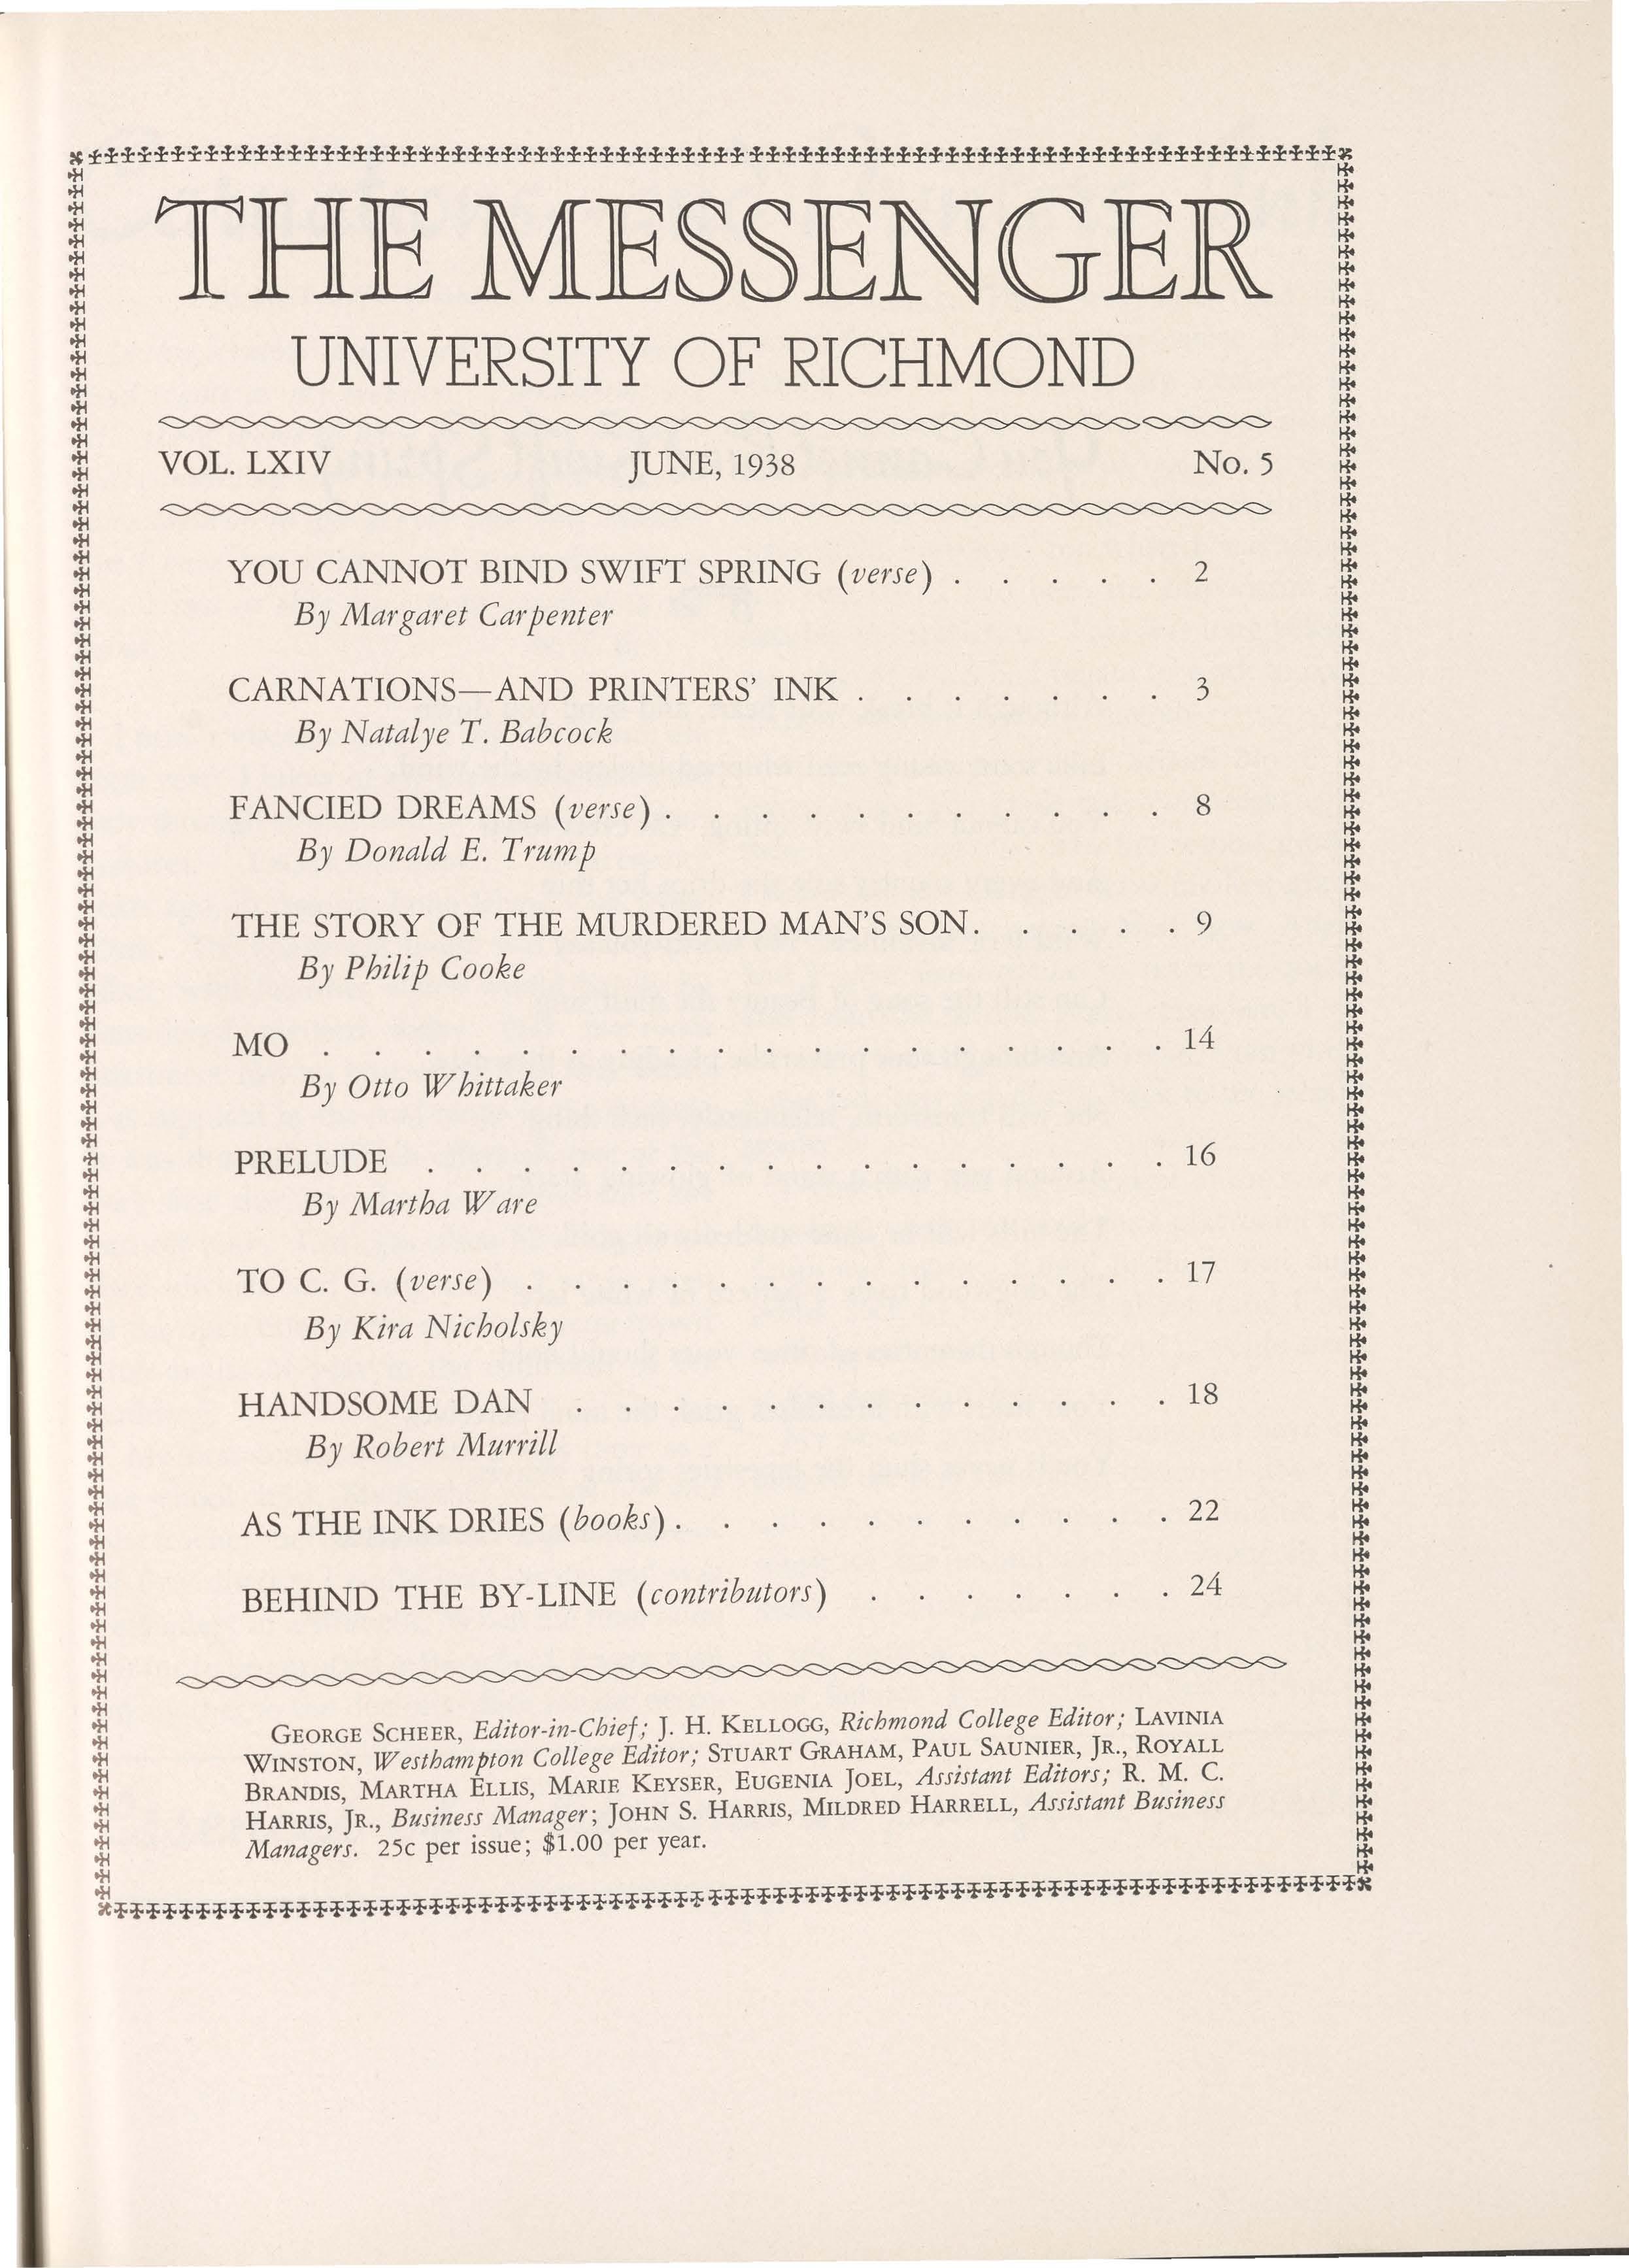 THE MESSENGER
UNIVERSITY OF RICHMOND
VOL. LXIV JUNE, 1938 No. 5
YOU CANNOT BIND SWIFT SPRING (verse) . . . . . 2
By Margaret Carpenter
CARNATIONS—AND PRINTERS' INK . . . . . . . 3
By Natalye T. Babcock
FANCIED DREAMS (verse) . . . . . . . . . . . 8
By Donald E. Trump
THE STORY OF THE MURDERED MAN'S SON. . . . . . 9
By Philip Cooke
MO . . . . . . . . . . . . . . . . . . 14
By Otto Whittaker
PRELUDE . . . . . . . . . . . . . . . . 16
By Martha Ware
TO C. G. (verse) . . . . . . . . . . . . . . 17
By Kira Nicholsky
HANDSOME DAN . . . . . . . . . . . . . 18
By Robert Murrill
AS THE INK DRIES (books) . . . . . . . . . . . 22
BEHIND THE BY-LINE (contributors) . . . . . . . 24
GEORGE SCHEER, Editor-in-Chief; J. H. KELLOGG, Richmond College Editor; LAVINIA
WINSTON, Westhampton College Editor; STUART GRAHAM, PAUL SAUNIER, JR., ROYALL
BRANDIS, MARTHA ELLIS, MARIE KEYSER, EUGENIA JOEL, Assistant Editors; R. M. C.
HARRIS, JR., Business Manager; JOHN S. HARRIS, MILDRED HARRELL, Assistant Business
Managers. 25c per issue; $1.00 per year.